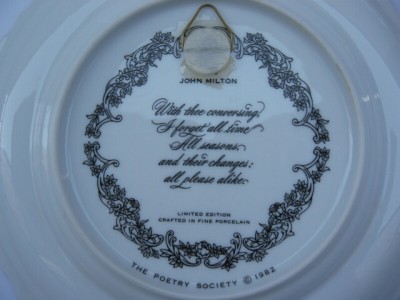 JOHN MILTON
With thee conversing,
I forget all time
All seasons,
and their changes:
all please alike.
LIMITED EDITION
CRAFTED IN FINE PORCELAIN
THE POETRY SOCIETY © 1982